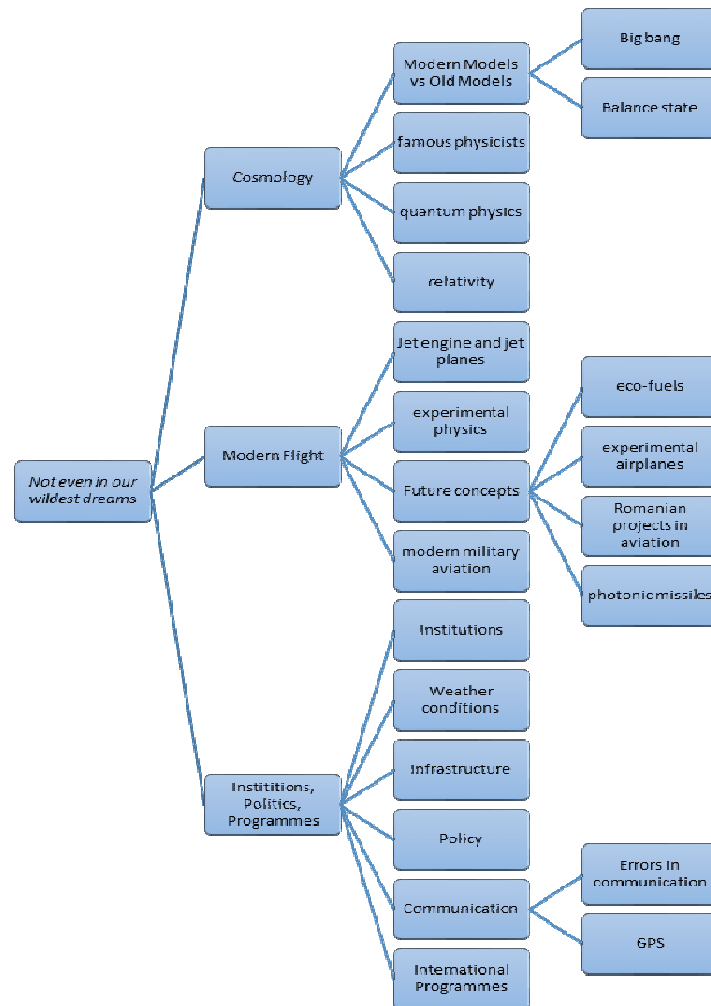 Big bang
Modern Models
vs Old Models
Balance state
famous physicists
Cosmology
quantum physics
relativity
Jet engine and jet
planes
eco-fuels
experimental
physics
experimental
airplanes
Modern Flight
Not even in our
wildest dreams
Future concepts
Romanian
projects in
aviation
modern military
aviation
photonic missiles
Institutions
Weather
conditions
Infrastructure
Instititions,
Politics,
Programmes
Policy
Errors in
communication
Communication
GPS
International
Programmes